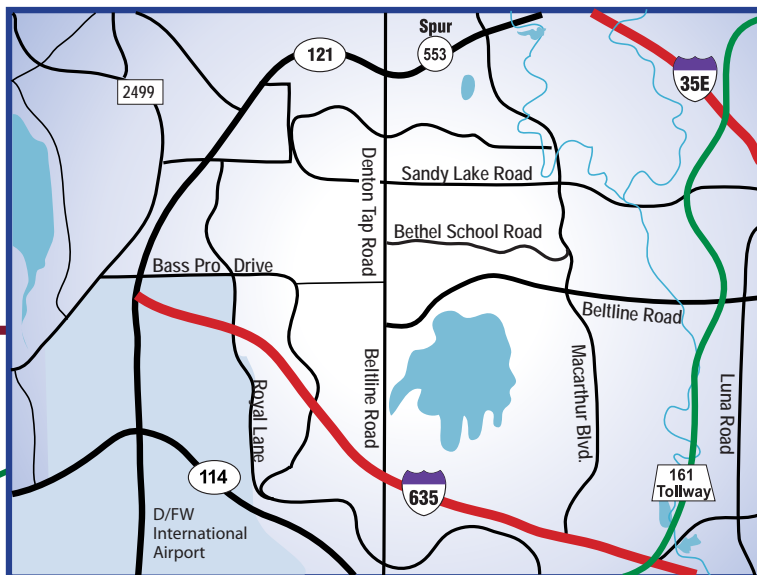 Spur
553
121
35E
2499
Denton Tap Road
Sandy Lake Road
Bethel School Road
Bass Pro Drive
Beltline Road
Royal Lane
Beltline Road
Macarthur Blvd.
Luna Road
114
635
161
Tollway
D/FW
International
Airport